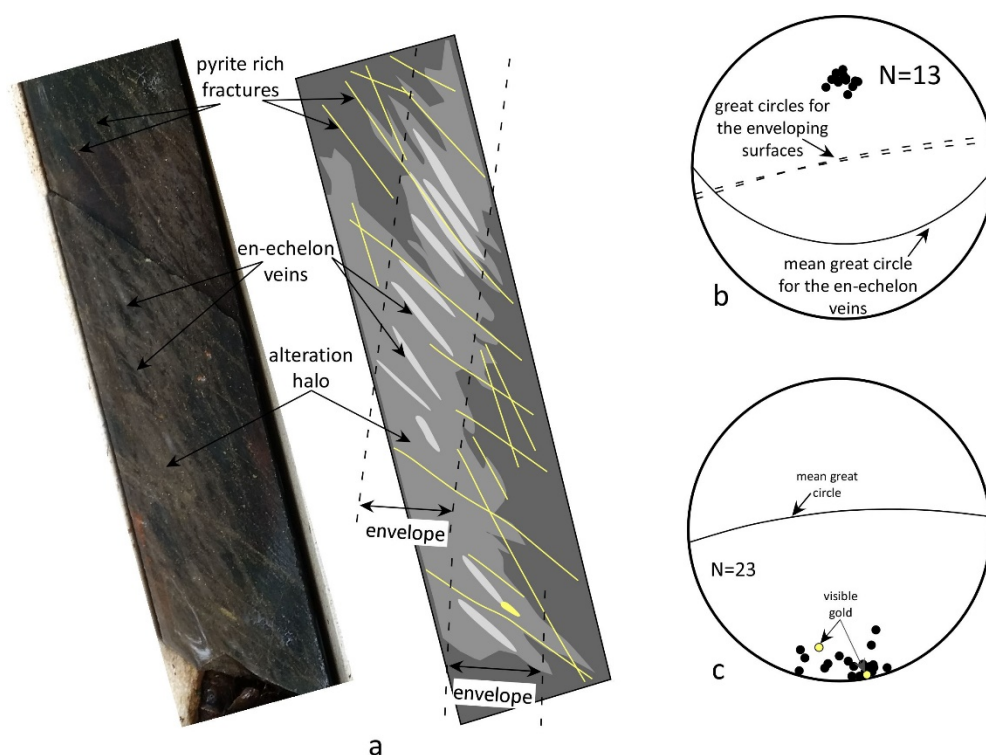 pyrite rich
fractures
en-echelon
veins
alteration
halo
envelope
envelope
a
N=13
great circles for
the enveloping
surfaces
mean great circle
for the en-echelon
veins
b
mean great
circle
N=23
visible
gold
c